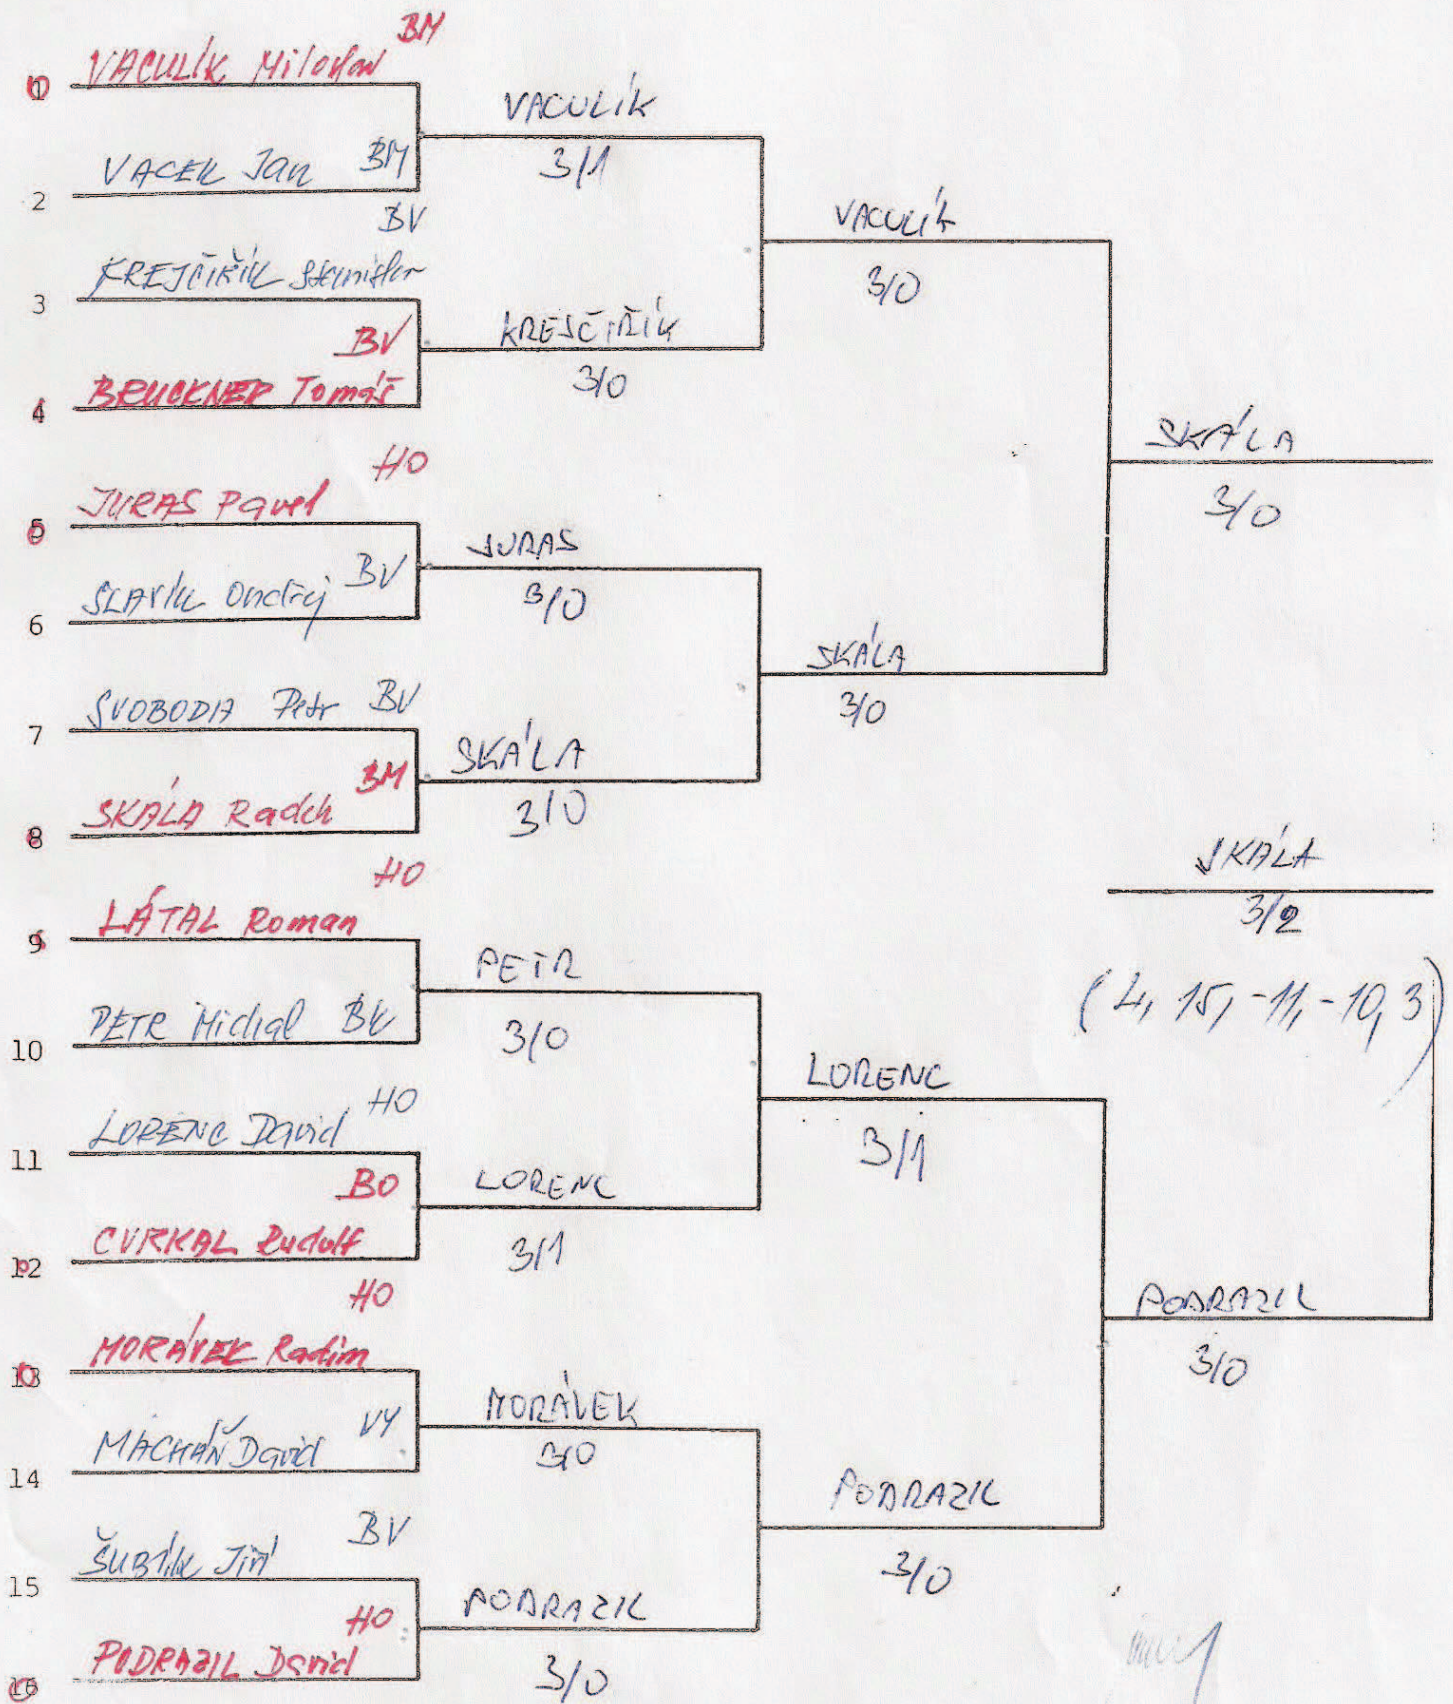 BM
1 VACULÍK Miloslav
VACULÍK
3/1
2 VACEK Jan BM
VACULÍK
3/0
BV
3 KREJČIŘÍK Stanislav
KREJČIŘÍK
3/0
BV
4 BRUCKNER Tomáš
SKÁLA
3/0
HO
5 JURAS Pavel
JURAS
3/0
6 SLAVÍK Ondřej BV
SKÁLA
3/0
7 SVOBODA Petr BV
SKÁLA
3/0
BM
8 SKÁLA Radek
SKÁLA
3/2
(4, 15, -11, -10, 3)
HO
9 LÁTAL Roman
PETR
3/0
10 PETR Michal BK
LORENC
3/1
HO
11 LORENC David
LORENC
3/1
BO
12 CVRKAL Rudolf
PODRAZIL
3/0
HO
13 MORÁVEK Radim
MORÁVEK
3/0
14 MACHÁŇ David VY
PODRAZIL
3/0
BV
15 ŠUBÍK Jiří
PODRAZIL
3/0
HO
16 PODRAZIL David